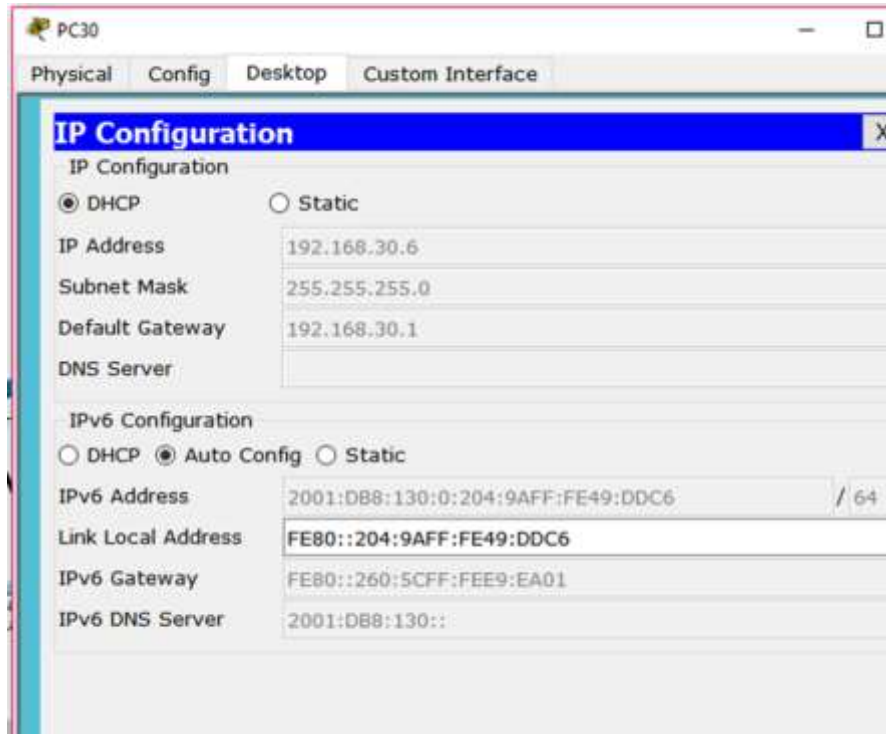 PC30
Physical Config Desktop Custom Interface
IP Configuration X
IP Configuration
DHCP Static
IP Address 192.168.30.6
Subnet Mask 255.255.255.0
Default Gateway 192.168.30.1
DNS Server
IPv6 Configuration
DHCP Auto Config Static
IPv6 Address 2001:DB8:130:0:204:9AFF:FE49:DDC6 / 64
Link Local Address FE80::204:9AFF:FE49:DDC6
IPv6 Gateway FE80::260:5CFF:FEE9:EA01
IPv6 DNS Server 2001:DB8:130::